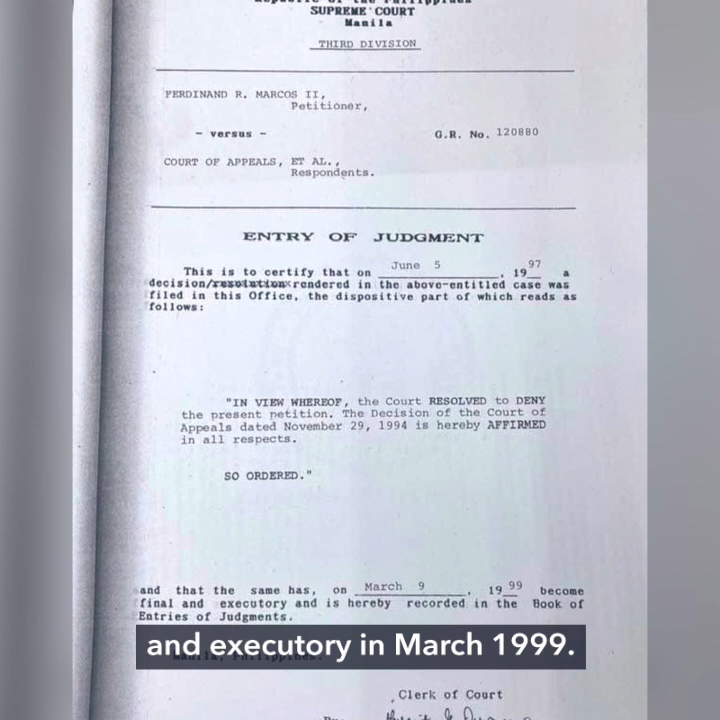 Republic of the Philippines
SUPREME COURT
Manila
THIRD DIVISION
FERDINAND R. MARCOS II,
Petitioner,
- versus -
G.R. No. 120880
COURT OF APPEALS, ET AL.,
Respondents.
ENTRY OF JUDGMENT
This is to certify that on June 5, 1997 a
decision/resolution rendered in the above-entitled case was
filed in this Office, the dispositive part of which reads as
follows:
"IN VIEW WHEREOF, the Court RESOLVED to DENY
the present petition. The Decision of the Court of
Appeals dated November 29, 1994 is hereby AFFIRMED
in all respects.
SO ORDERED."
and that the same has, on March 9, 1999 become
final and executory and is hereby recorded in the Book of
Entries of Judgments.
and executory in March 1999.
Clerk of Court